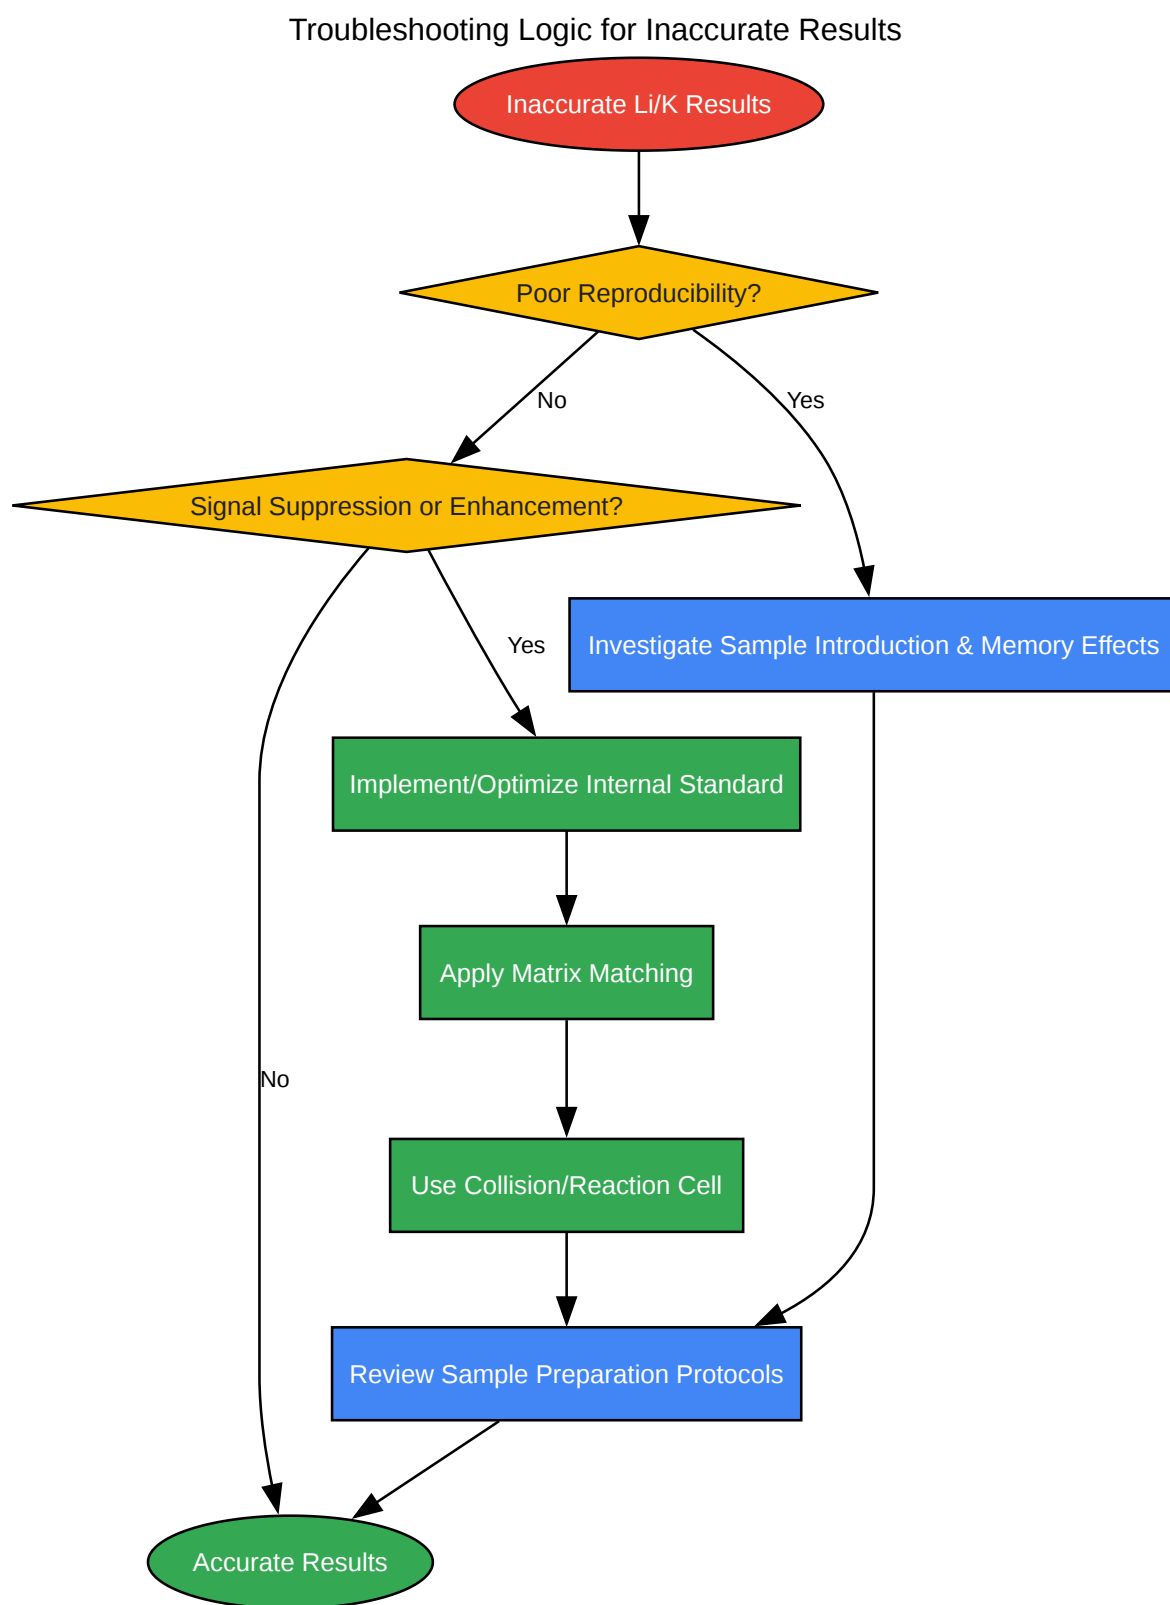 Troubleshooting Logic for Inaccurate Results
Inaccurate Li/K Results
Poor Reproducibility?
No
Yes
Signal Suppression or Enhancement?
Yes
Investigate Sample Introduction & Memory Effects
Implement/Optimize Internal Standard
Apply Matrix Matching
No
Use Collision/Reaction Cell
Review Sample Preparation Protocols
Accurate Results